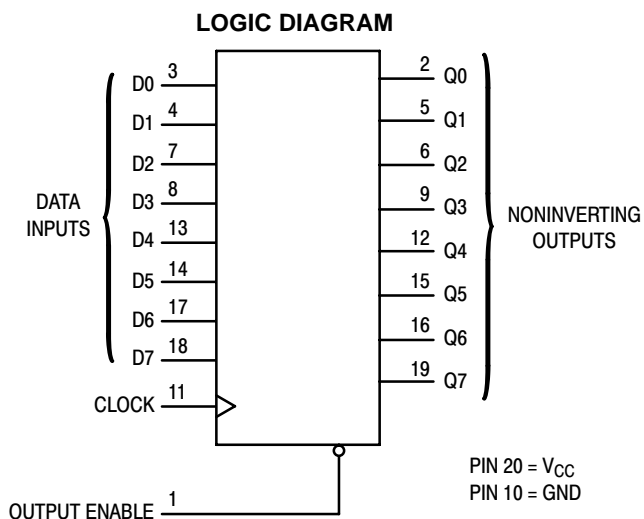 LOGIC DIAGRAM
DATA
INPUTS
D0 3
D1 4
D2 7
D3 8
D4 13
D5 14
D6 17
D7 18
CLOCK 11
OUTPUT ENABLE 1
2 Q0
5 Q1
6 Q2
9 Q3
12 Q4
15 Q5
16 Q6
19 Q7
NONINVERTING
OUTPUTS
PIN 20 = VCC
PIN 10 = GND